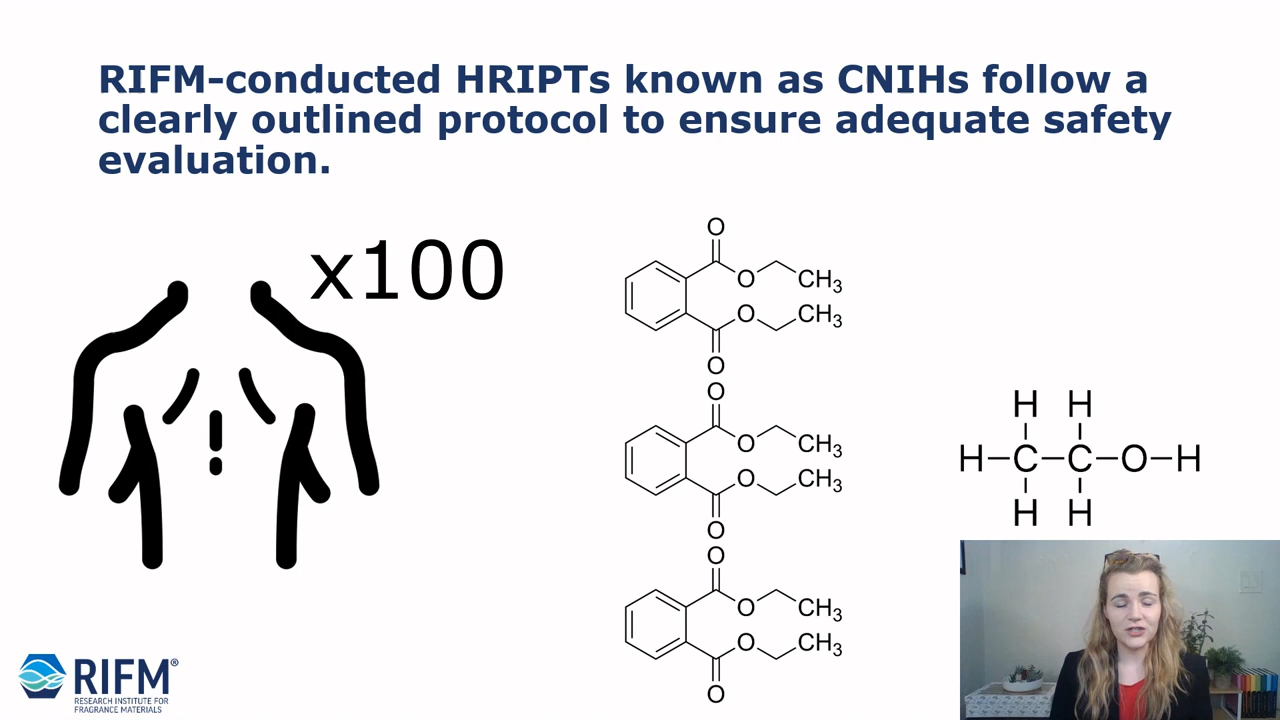 RIFM-conducted HRIPTs known as CNIHs follow a
clearly outlined protocol to ensure adequate safety
evaluation.
x100
O
O CH3
O CH3
O
O
O CH3
O CH3
O
O
O CH3
O CH3
O
H H
H C C O H
H H
RIFM®
RESEARCH INSTITUTE FOR
FRAGRANCE MATERIALS